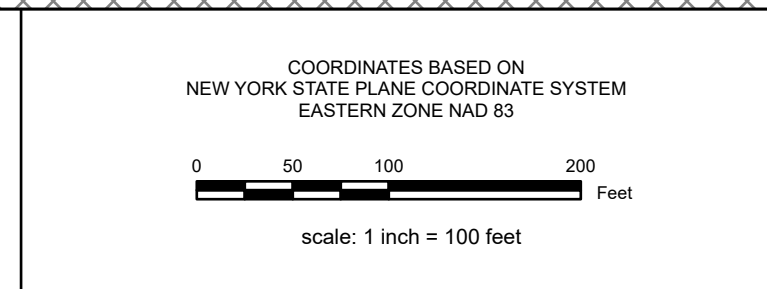 COORDINATES BASED ON
NEW YORK STATE PLANE COORDINATE SYSTEM
EASTERN ZONE NAD 83
0 50 100 200
Feet
scale: 1 inch = 100 feet